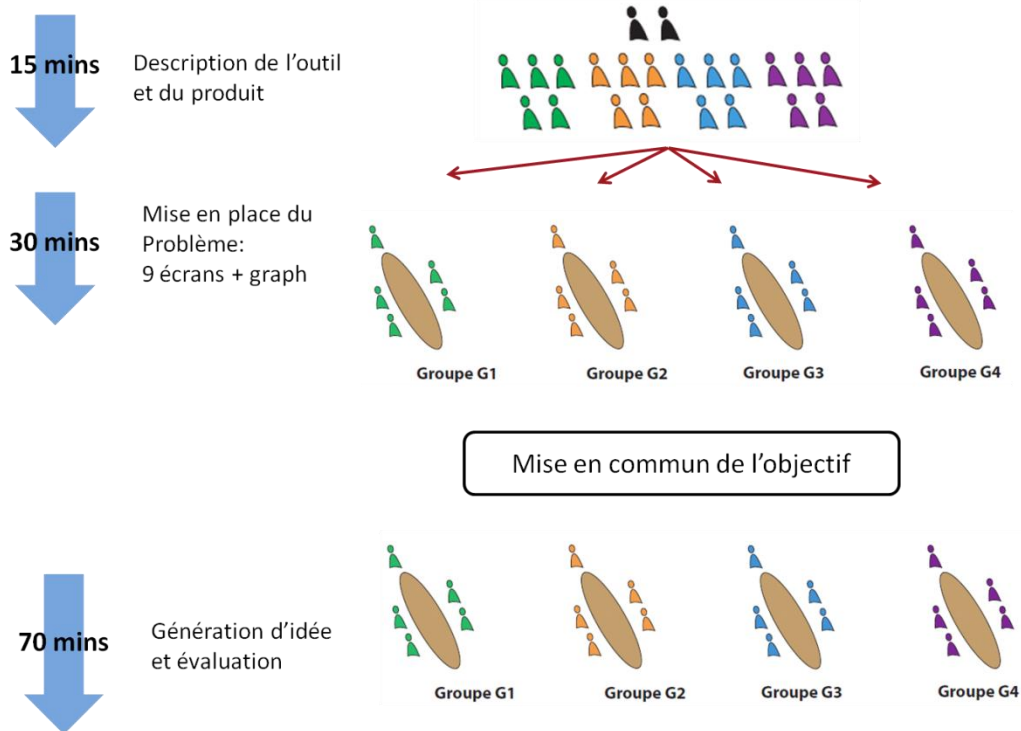 15 mins
Description de l’outil
et du produit
30 mins
Mise en place du
Problème:
9 écrans + graph
Groupe G1
Groupe G2
Groupe G3
Groupe G4
Mise en commun de l’objectif
70 mins
Génération d’idée
et évaluation
Groupe G1
Groupe G2
Groupe G3
Groupe G4